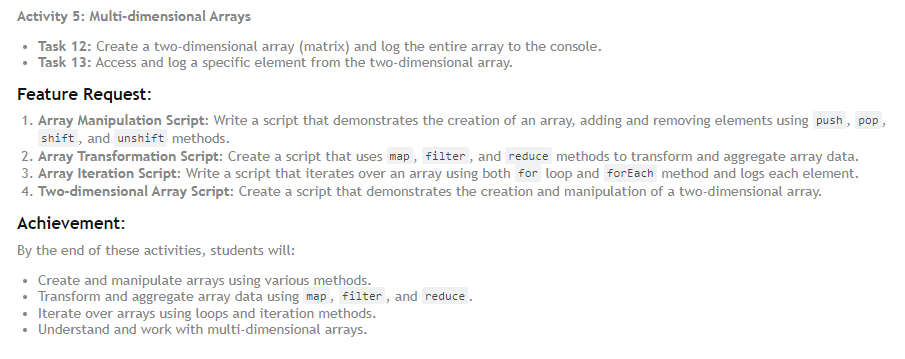 Activity 5: Multi-dimensional Arrays
• Task 12: Create a two-dimensional array (matrix) and log the entire array to the console.
• Task 13: Access and log a specific element from the two-dimensional array.
Feature Request:
1. Array Manipulation Script: Write a script that demonstrates the creation of an array, adding and removing elements using push, pop,
shift, and unshift methods.
2. Array Transformation Script: Create a script that uses map, filter, and reduce methods to transform and aggregate array data.
3. Array Iteration Script: Write a script that iterates over an array using both for loop and forEach method and logs each element.
4. Two-dimensional Array Script: Create a script that demonstrates the creation and manipulation of a two-dimensional array.
Achievement:
By the end of these activities, students will:
• Create and manipulate arrays using various methods.
• Transform and aggregate array data using map, filter, and reduce.
• Iterate over arrays using loops and iteration methods.
• Understand and work with multi-dimensional arrays.